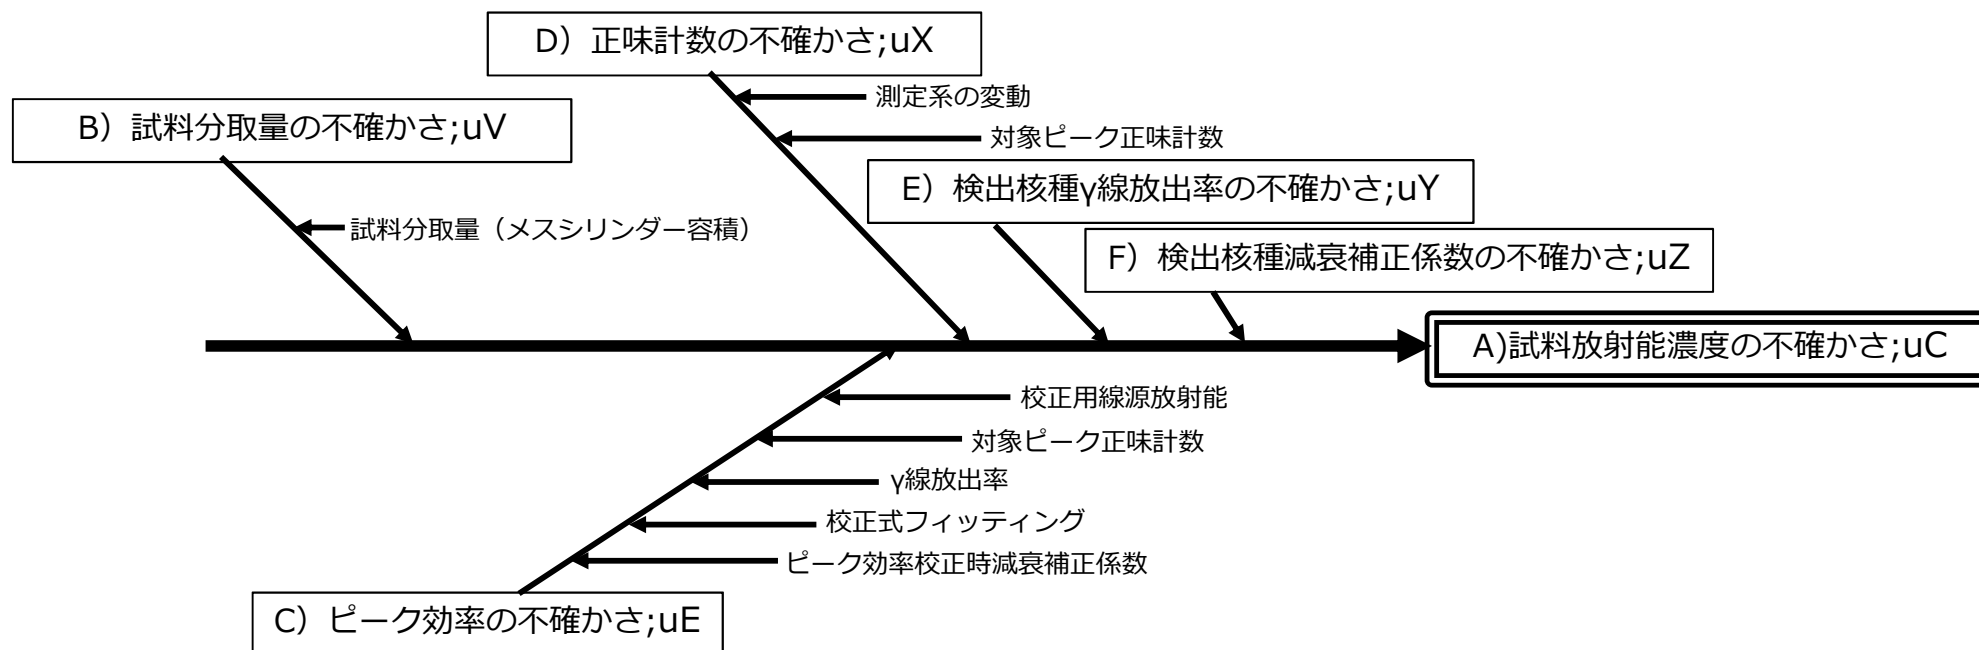 D）正味計数の不確かさ;uX
測定系の変動
B）試料分取量の不確かさ;uV
対象ピーク正味計数
E）検出核種γ線放出率の不確かさ;uY
試料分取量（メスシリンダー容積）
F）検出核種減衰補正係数の不確かさ;uZ
A)試料放射能濃度の不確かさ;uC
校正用線源放射能
対象ピーク正味計数
γ線放出率
校正式フィッティング
ピーク効率校正時減衰補正係数
C）ピーク効率の不確かさ;uE